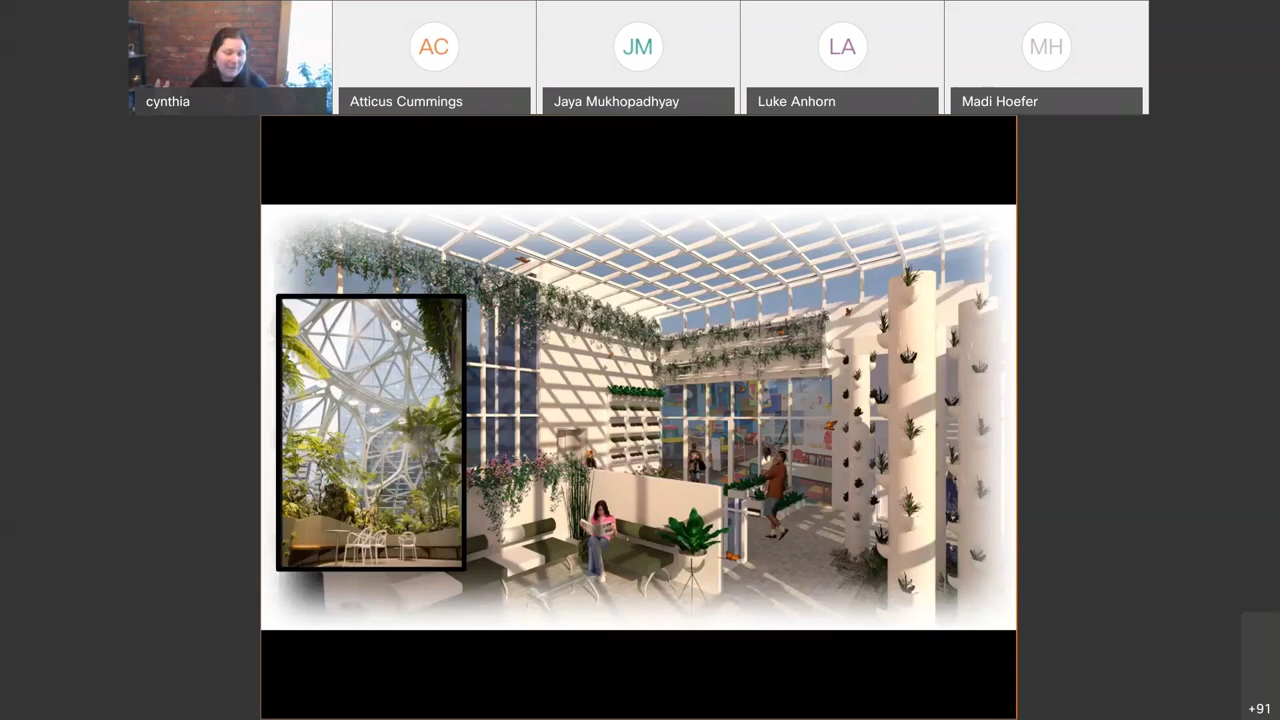 AC
JM
LA
MH
cynthia
Atticus Cummings
Jaya Mukhopadhyay
Luke Anhorn
Madi Hoefer
+91